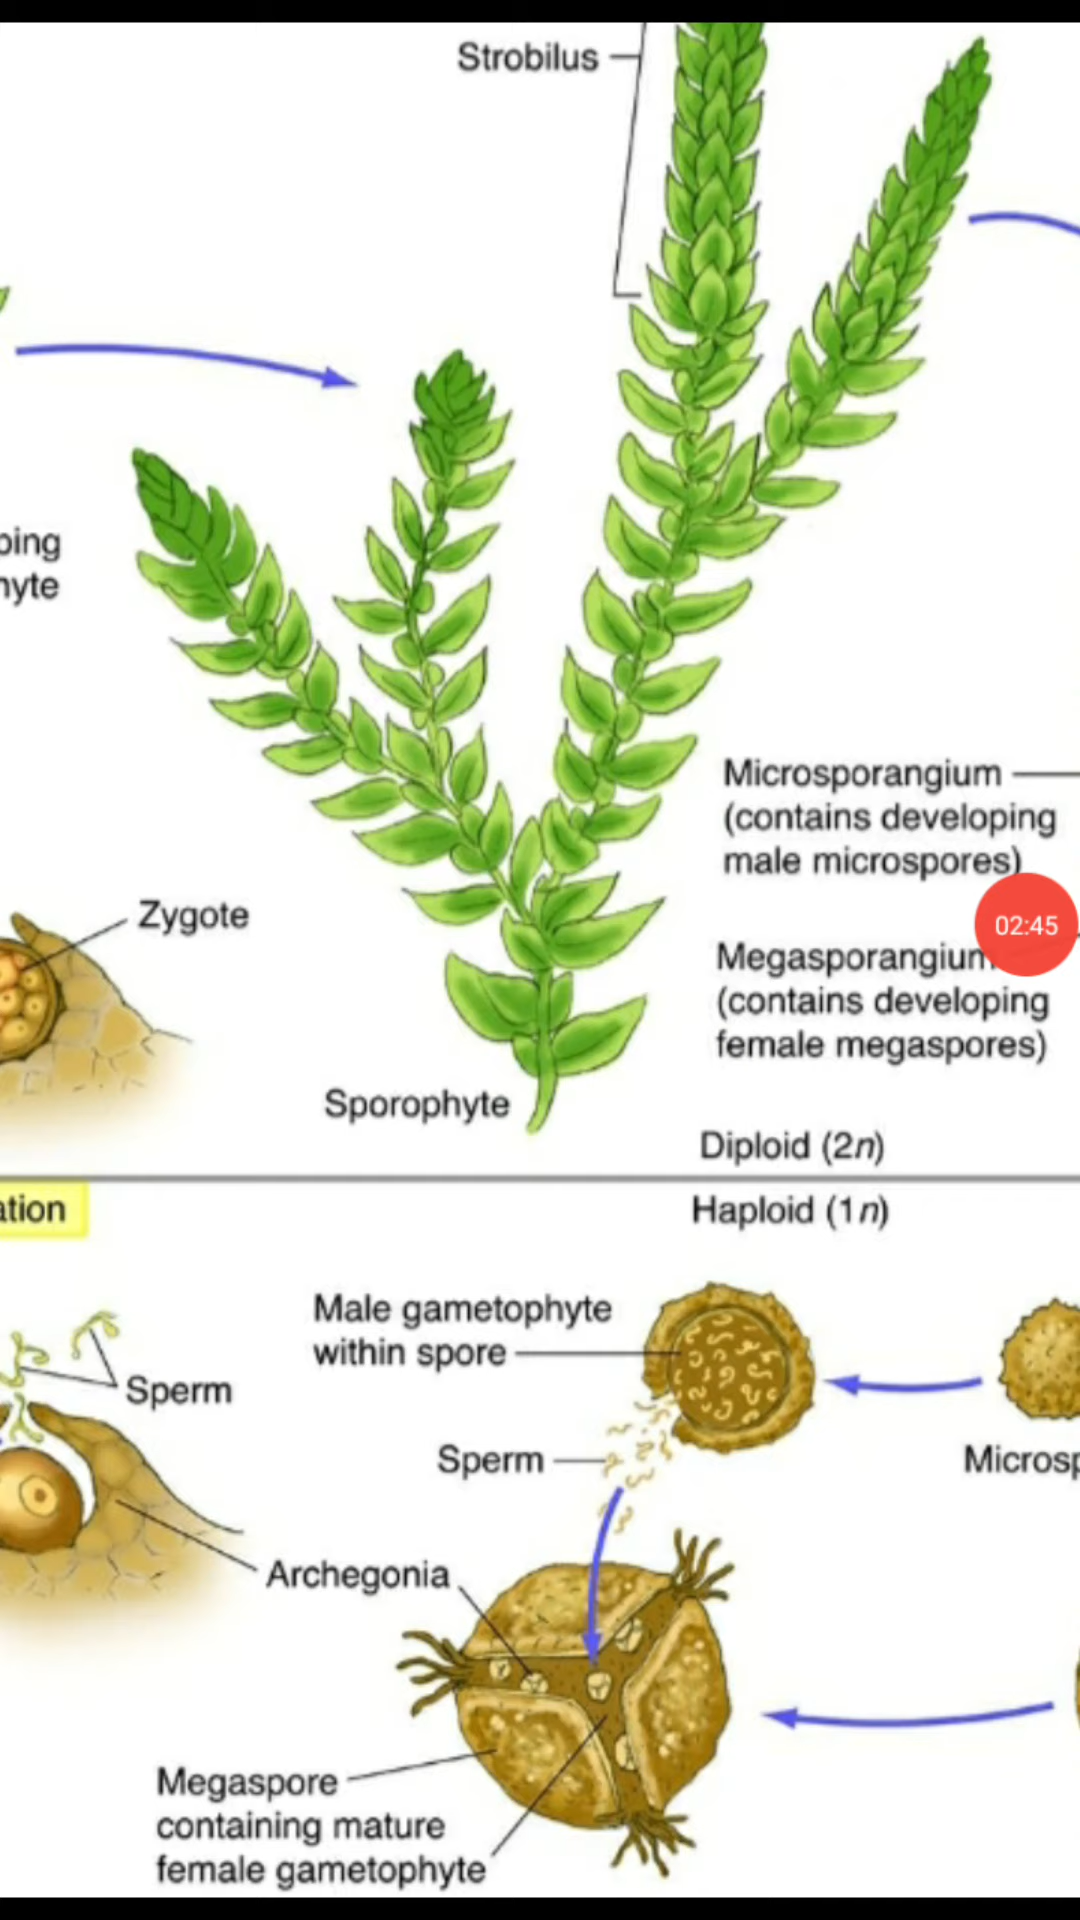 Strobilus
Microsporangium
(contains developing
male microspores)
02:45
Zygote
Megasporangium
(contains developing
female megaspores)
Sporophyte
Diploid (2n)
Haploid (1n)
Male gametophyte
within spore
Sperm
Sperm
Archegonia
Megaspore
containing mature
female gametophyte